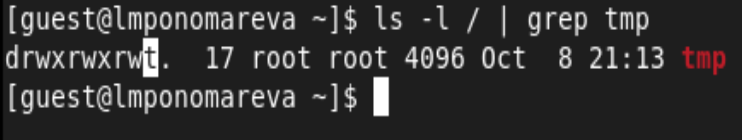 [guest@lmponomareva ~]$ ls -l / | grep tmp
drwxrwxrwt.  17 root root 4096 Oct  8 21:13 tmp
[guest@lmponomareva ~]$